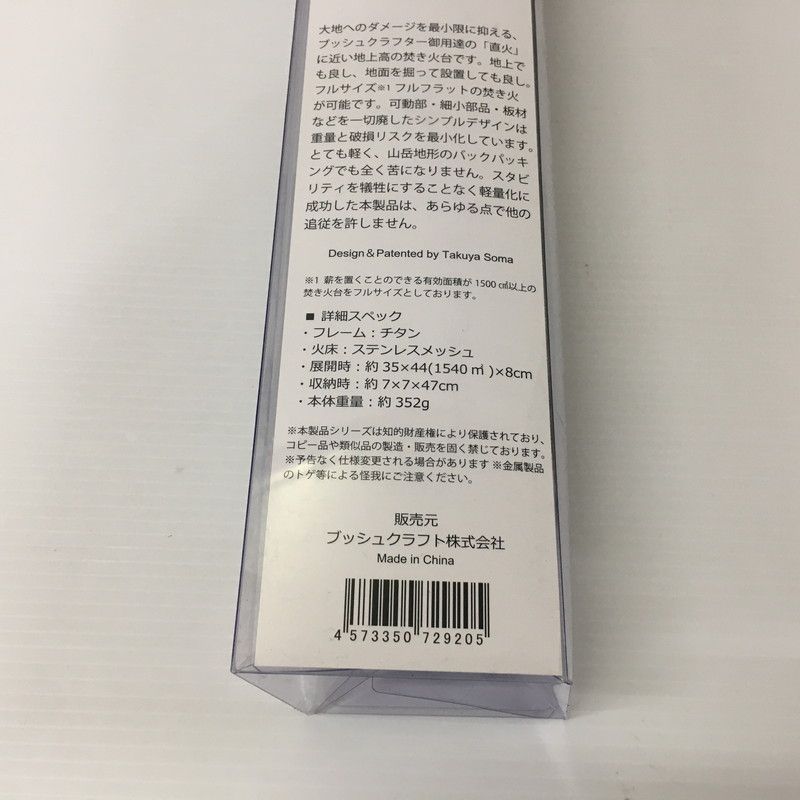 大地へのダメージを最小限に抑える、
ブッシュクラフター御用達の「直火」
に近い地上高の焚き火台です。地上で
も良し、地面を掘って設置しても良し。
フルサイズ※1 フルフラットの焚き火
が可能です。可動部・細小部品・板材
などを一切廃したシンプルデザインは
重量と破損リスクを最小化しています。
とても軽く、山岳地形のバックパッキ
ングでも全く苦になりません。スタビ
リティを犠牲にすることなく軽量化に
成功した本製品は、あらゆる点で他の
追従を許しません。
Design＆Patented by Takuya Soma
※1 薪を置くことのできる有効面積が 1500 ㎠以上の
焚き火台をフルサイズとしております。
■ 詳細スペック
・フレーム：チタン
・火床：ステンレスメッシュ
・展開時：約 35×44(1540 ㎡)×8cm
・収納時：約 7×7×47cm
・本体重量：約 352g
※本製品シリーズは知的財産権により保護されており、
コピー品や類似品の製造・販売を固く禁じております。
※予告なく仕様変更される場合があります ※金属製品
のトゲ等による怪我にご注意ください。
販売元
ブッシュクラフト株式会社
Made in China
4 573350 729205